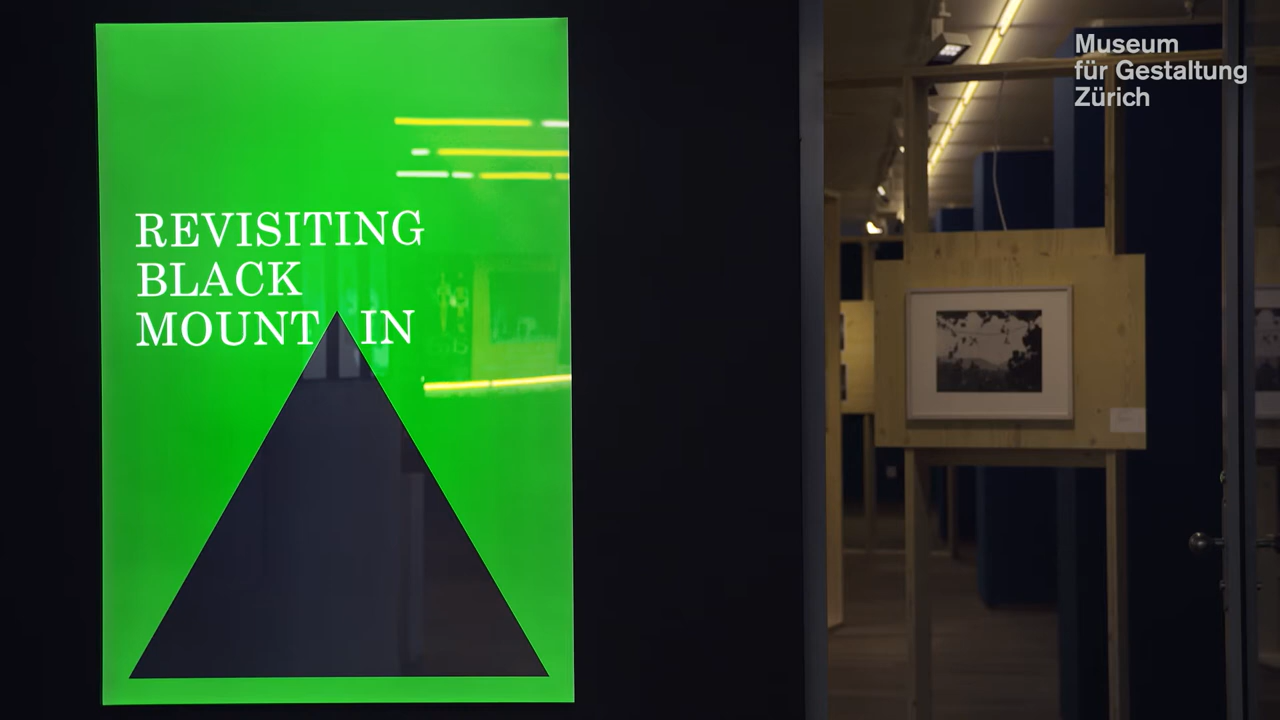 REVISITING
BLACK
MOUNT IN
Museum
für Gestaltung
Zürich